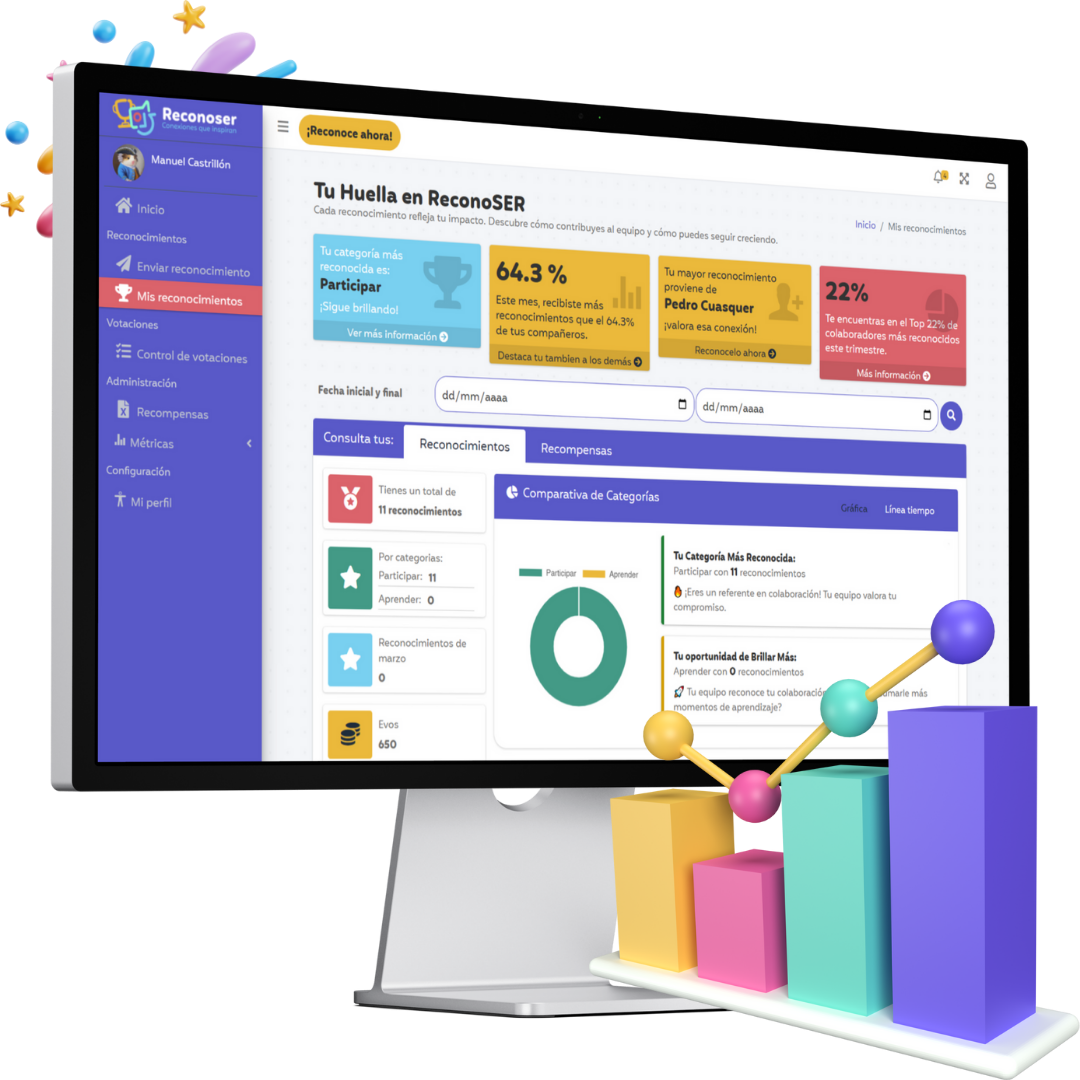 Reconoser
Conexiones que inspiran
Manuel Castrillón
Inicio
Reconocimientos
Enviar reconocimiento
Mis reconocimientos
Votaciones
Control de votaciones
Administración
Recompensas
Métricas
Configuración
Mi perfil
¡Reconoce ahora!
Tu Huella en ReconoSER
Cada reconocimiento refleja tu impacto. Descubre cómo contribuyes al equipo y cómo puedes seguir creciendo.
Inicio / Mis reconocimientos
Tu categoría más
reconocida es:
Participar
¡Sigue brillando!
Ver más información
64.3 %
Este mes, recibiste más
reconocimientos que el 64.3%
de tus compañeros.
Destaca tu tambien a los demás
Tu mayor reconocimiento
proviene de
Pedro Cuasquer
¡valora esa conexión!
Reconocelo ahora
22%
Te encuentras en el Top 22% de
colaboradores más reconocidos
este trimestre.
Más información
Fecha inicial y final
dd/mm/aaaa
dd/mm/aaaa
Consulta tus:
Reconocimientos
Recompensas
Tienes un total de
11 reconocimientos
Por categorias:
Participar: 11
Aprender: 0
Reconocimientos de
marzo
0
Evos
650
Comparativa de Categorías
Gráfica
Línea tiempo
Participar
Aprender
Tu Categoría Más Reconocida:
Participar con 11 reconocimientos
¡Eres un referente en colaboración! Tu equipo valora tu
compromiso.
Tu oportunidad de Brillar Más:
Aprender con 0 reconocimientos
Tu equipo reconoce tu colaboración más
momentos de aprendizaje?